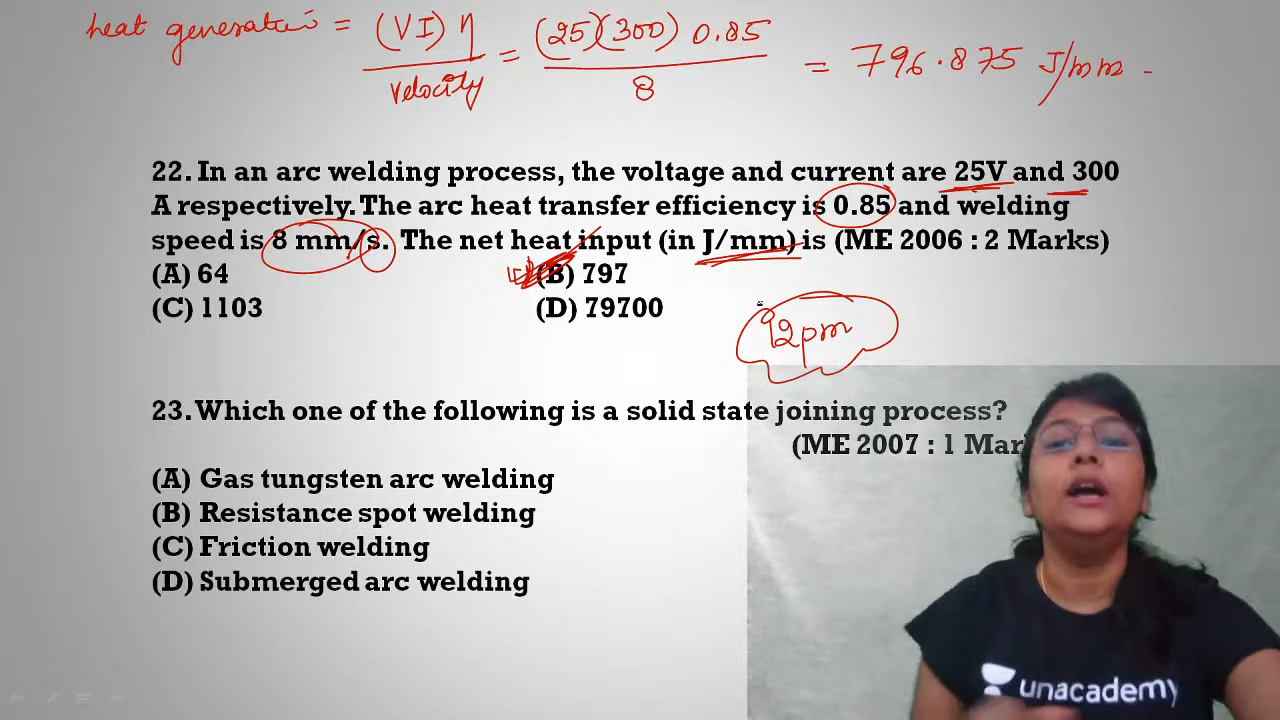 heat generation = (VI) η / velocity = (25)(300) 0.85 / 8 = 796.875 J/mm -
22. In an arc welding process, the voltage and current are 25V and 300
A respectively. The arc heat transfer efficiency is 0.85 and welding
speed is 8 mm/s. The net heat input (in J/mm) is (ME 2006 : 2 Marks)
(A) 64
(B) 797
(C) 1103
(D) 79700
12pm
23. Which one of the following is a solid state joining process?
(ME 2007 : 1 Mar
(A) Gas tungsten arc welding
(B) Resistance spot welding
(C) Friction welding
(D) Submerged arc welding
unacademy